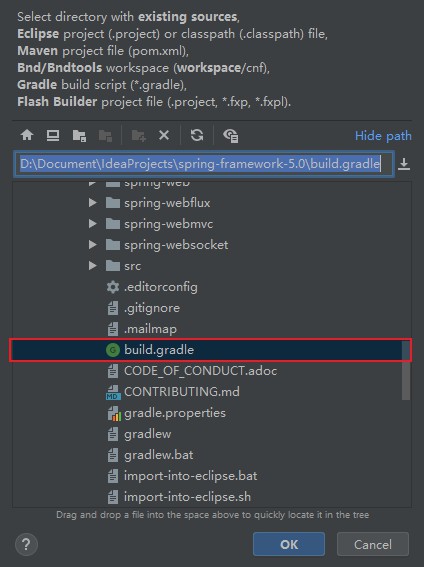 Select directory with existing sources,
Eclipse project (.project) or classpath (.classpath) file,
Maven project file (pom.xml),
Bnd/Bndtools workspace (workspace/cnf),
Gradle build script (*.gradle) or
Flash Builder project file (.project, *.fxp, *.fxpl).
Hide path
D:\Document\IdeaProjects\spring-framework-5.0\build.gradle
spring-web
spring-webflux
spring-webmvc
spring-websocket
src
.editorconfig
.gitignore
.mailmap
build.gradle
CODE_OF_CONDUCT.adoc
CONTRIBUTING.md
gradle.properties
gradlew
gradlew.bat
import-into-eclipse.bat
import-into-eclipse.sh
Drag and drop a file into the space above to quickly locate it in the tree
? OK Cancel